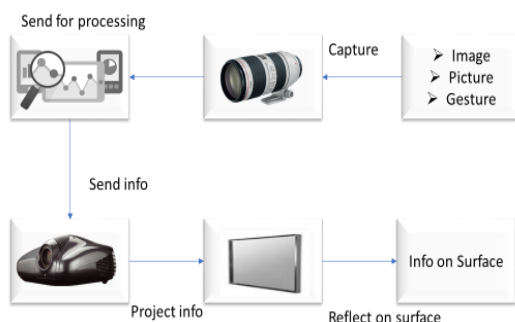 Send for processing
Capture
➢ Image
➢ Picture
➢ Gesture
Send info
Info on Surface
Project info
Reflect on surface